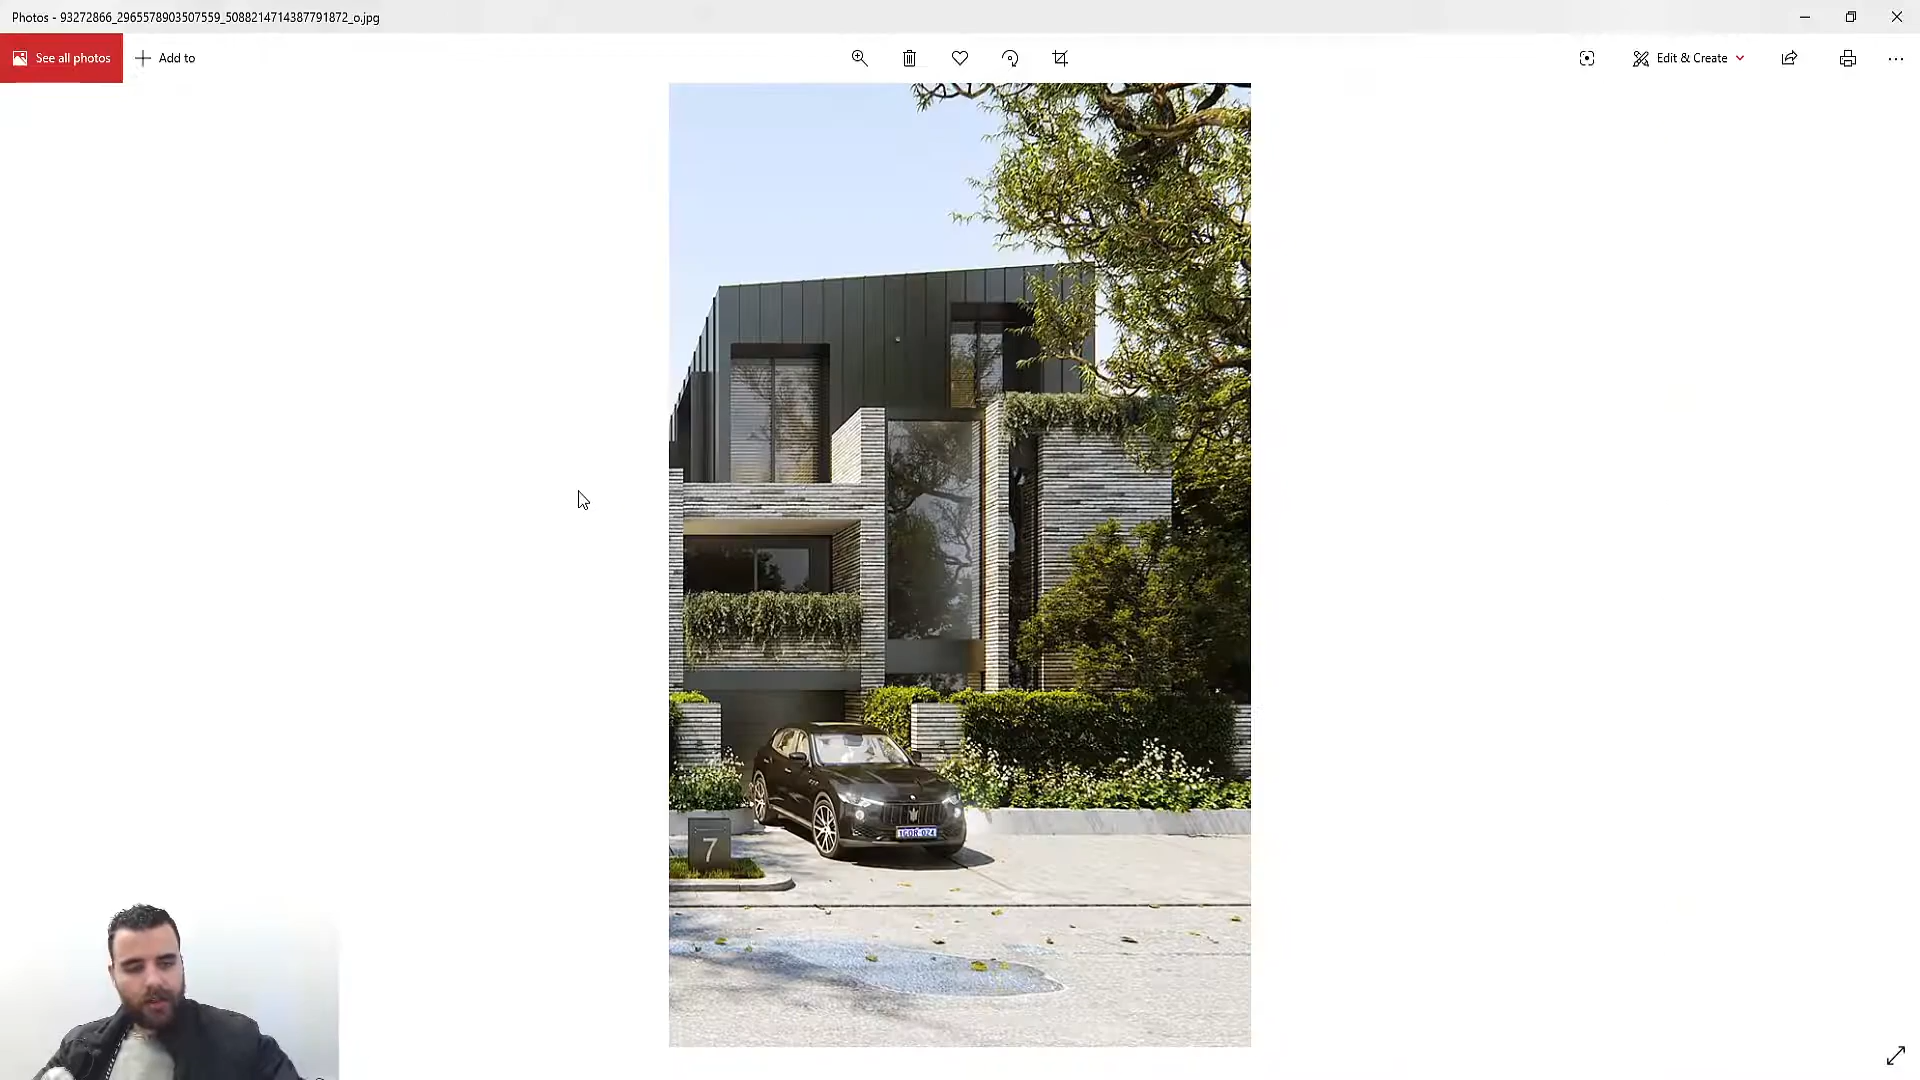 Photos - 93272866_2965578903507559_5088214714387791872_o.jpg
See all photos
Add to
Edit & Create
7